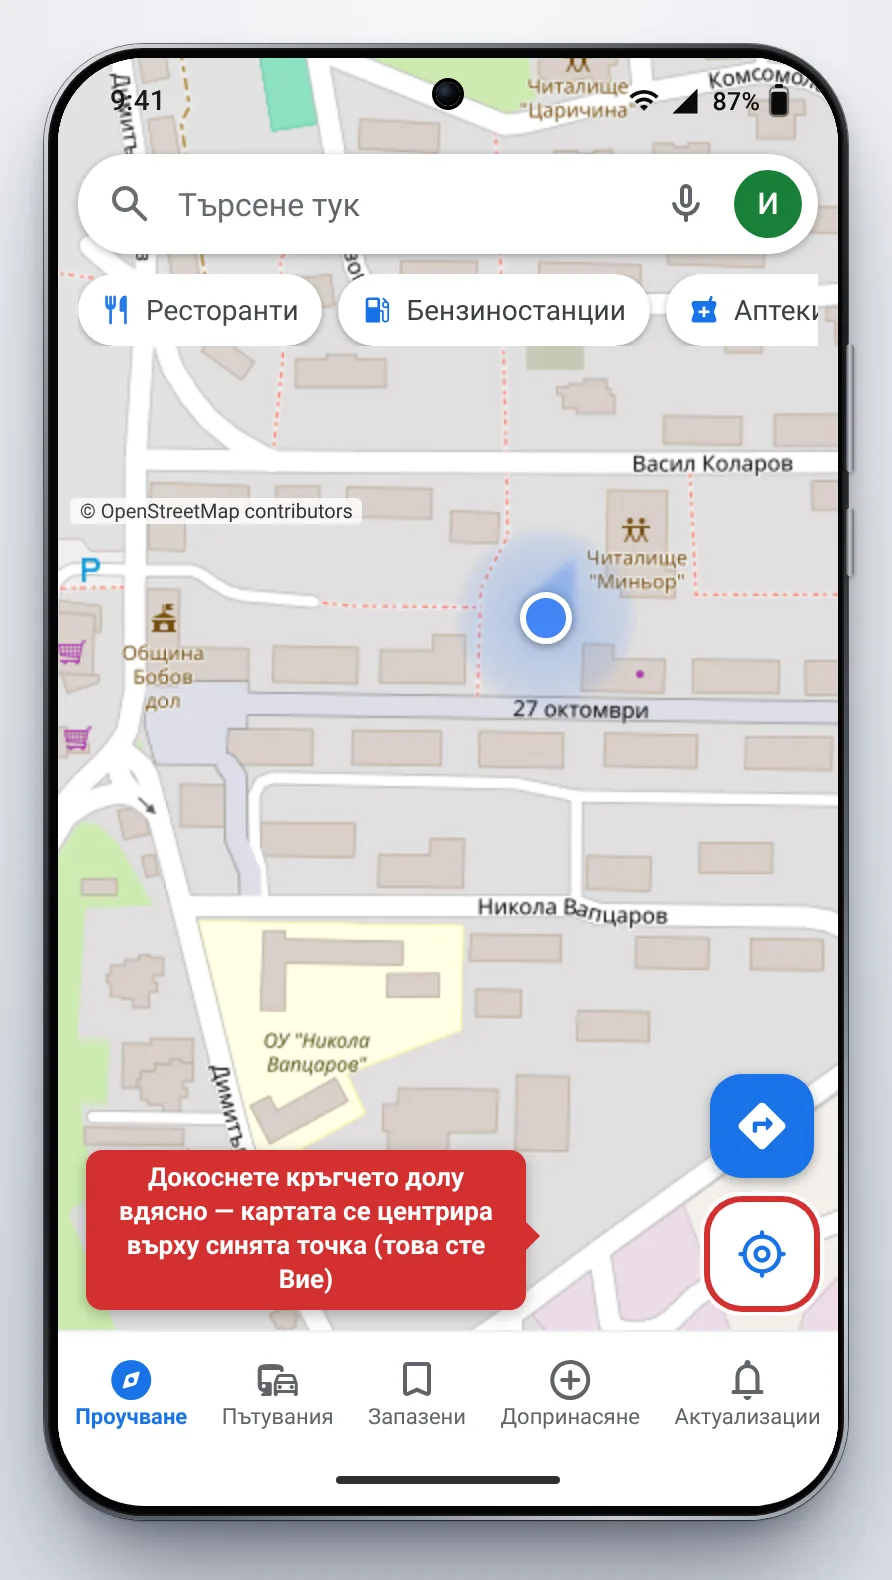 9:41
87%
Комсомол
Читалище
"Царичина"
Димитъ
Търсене тук
И
Ресторанти
Бензиностанции
Аптеки
Васил Коларов
© OpenStreetMap contributors
Читалище
"Миньор"
P
Община
Бобов
дол
27 октомври
Никола Вапцаров
ОУ "Никола
Вапцаров"
Димитъ
Докоснете кръгчето долу
вдясно — картата се центрира
върху синята точка (това сте
Вие)
Проучване
Пътувания
Запазени
Допринасяне
Актуализации